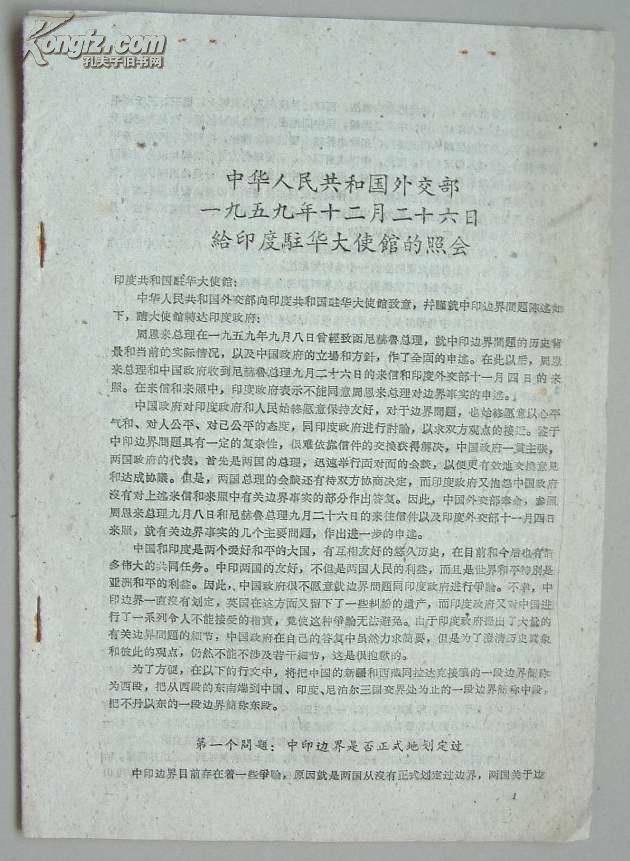 Kongfz.com
孔夫子旧书网
中华人民共和国外交部
一九五九年十二月二十六日
給印度駐华大使館的照会
印度共和国駐华大使館:
中华人民共和国外交部向印度共和国駐华大使館致意,并謹就中印边界問題陈述如
下,請大使館轉达印度政府:
周恩来总理在一九五九年九月八日曾經致函尼赫魯总理,就中印边界問題的历史背
景和当前的实际情况,以及中国政府的立場和方針,作了全面的申述。在此以后,周恩
来总理和中国政府收到尼赫魯总理九月二十六日的来信和印度外交部十一月四日的来
照。在来信和来照中,印度政府表示不能同意周恩来总理对边界事实的申述。
中国政府对印度政府和人民始終愿意保持友好,对于边界問題,也始終愿意以心平
气和、对人公平、对己公平的态度,同印度政府进行討論,以求双方观点的接近。鉴于
中印边界問題具有一定的复杂性,很难依靠信件的交换获得解决,中国政府一貫主張,
两国政府的代表,首先是两国的总理,迅速举行面对面的会談,以便更有效地交换意見
和达成协議。但是,两国总理的会談还有待双方协商决定,而印度政府又抱怨中国政府
沒有对上述来信和来照中有关边界事实的部分作出答复。因此,中国外交部奉命,参照
周恩来总理九月八日和尼赫魯总理九月二十六日的来往信件以及印度外交部十一月四日
来照,就有关边界事实的几个主要問題,作出进一步的申述。
中国和印度是两个爱好和平的大国,有互相友好的悠久历史,在目前和今后也有許
多伟大的共同任务。中印两国的友好,不但是两国人民的利益,而且是世界和平特別是
亚洲和平的利益。因此,中国政府很不愿意就边界問題同印度政府进行爭論。不幸,中
印边界一直沒有划定,英国在这方面又留下了一些糾紛的遺产,而印度政府又对中国进
行了一系列令人不能接受的指責,竟使这种爭論无法避免。由于印度政府提出了大量的
有关边界問題的細节,中国政府在自己的答复中虽然力求簡要,但是为了澄清历史真象
和彼此的观点,仍然不能不涉及若干細节,这是很抱歉的。
为了方便,在以下的行文中,将把中国的新疆和西藏同拉达克接壤的一段边界簡称
为西段,把从西段的东南端到中国、印度、尼泊尔三国交界处为止的一段边界簡称中段,
把不丹以东的一段边界簡称东段。
第一个問題:中印边界是否正式地划定过
中印边界目前存在着一些爭論,原因就是两国从沒有正式划定过边界,两国关于边
1